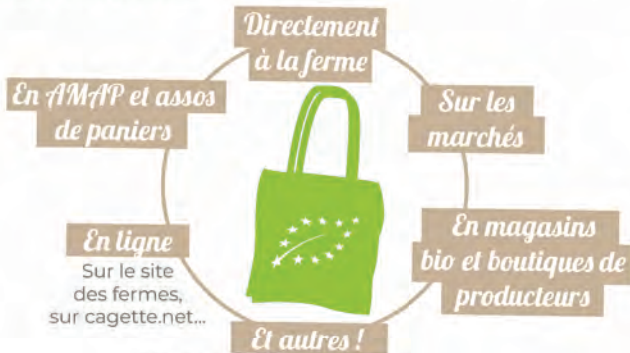 Directement
à la ferme
En AMAP et assos
de paniers
Sur les
marchés
En ligne
Sur le site
des fermes,
sur cagette.net...
En magasins
bio et boutiques de
producteurs
Et autres !